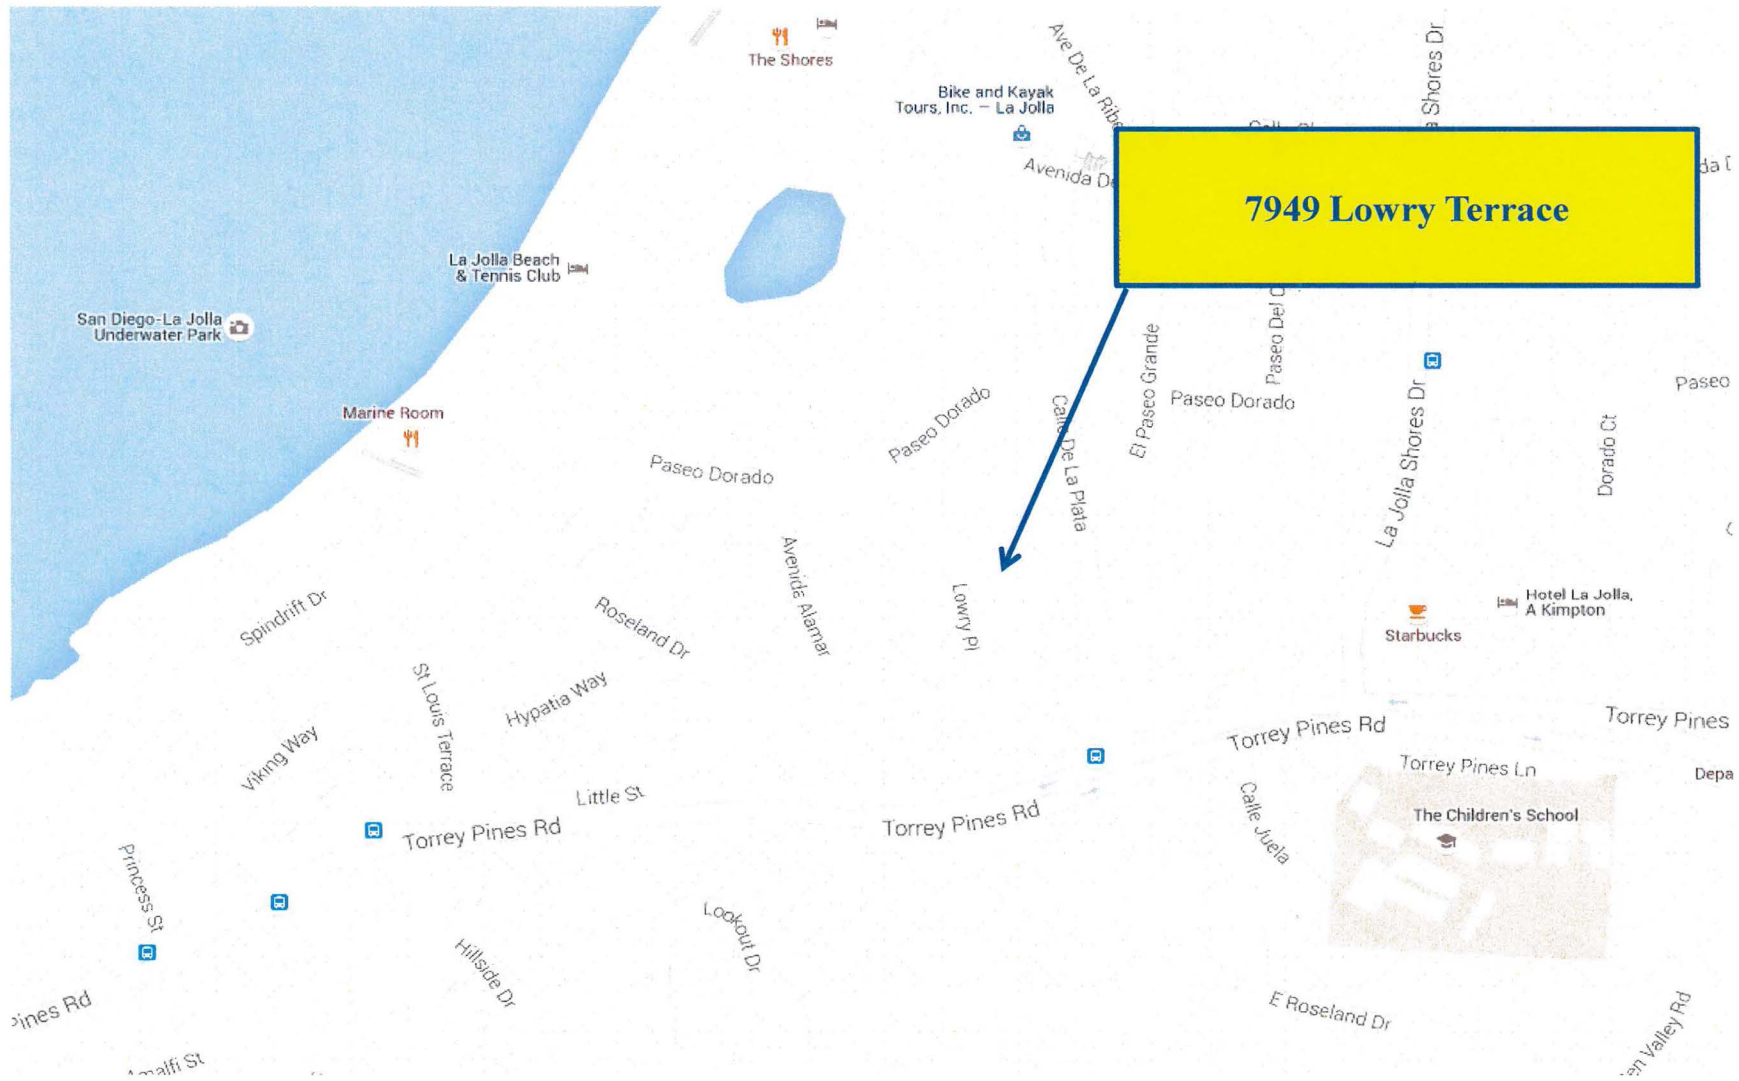 The Shores
Ave De La Ribe
Shores Dr
Bike and Kayak
Tours, Inc. – La Jolla
Avenida De
7949 Lowry Terrace
La Jolla Beach
& Tennis Club
San Diego-La Jolla
Underwater Park
Marine Room
Paseo Dorado
Paseo Dorado
Calle De La Plata
El Paseo Grande
Paseo Del
Paseo Dorado
La Jolla Shores Dr
Paseo
Dorado Ct
Avenida Alamar
Spindrift Dr
Roseland Dr
Lowry Pl
Hotel La Jolla,
A Kimpton
Starbucks
St Louis Terrace
Hypatia Way
Viking Way
Torrey Pines Rd
Torrey Pines
Torrey Pines Ln
Depa
Little St
Torrey Pines Rd
Torrey Pines Rd
Calle Juela
The Children's School
Princess St
Lookout Dr
Hillside Dr
Pines Rd
E Roseland Dr
en Valley Rd
Amalfi St